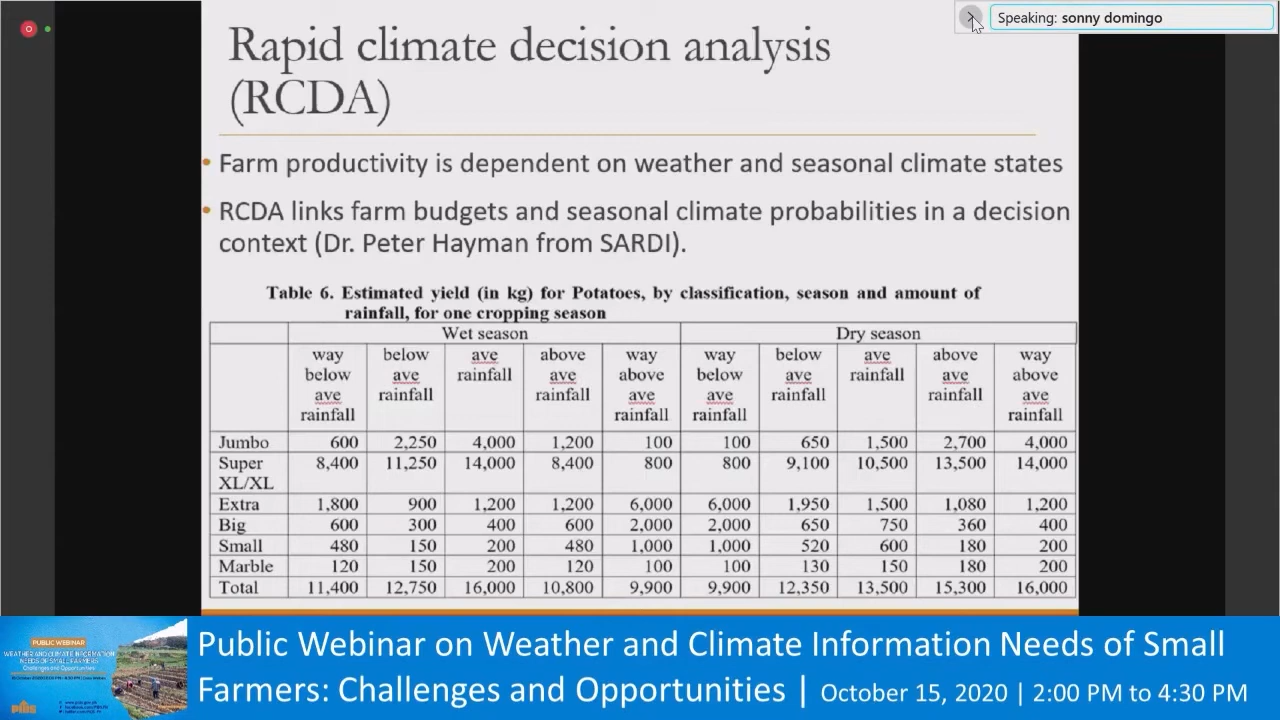 Speaking: sonny domingo
Rapid climate decision analysis
(RCDA)
• Farm productivity is dependent on weather and seasonal climate states
• RCDA links farm budgets and seasonal climate probabilities in a decision
context (Dr. Peter Hayman from SARDI).
Table 6. Estimated yield (in kg) for Potatoes, by classification, season and amount of
rainfall, for one cropping season
Wet season Dry season
way below ave rainfall below ave rainfall ave rainfall above ave rainfall way above ave rainfall way below ave rainfall below ave rainfall ave rainfall above ave rainfall way above ave rainfall
Jumbo 600 2,250 4,000 1,200 100 100 650 1,500 2,700 4,000
Super XL/XL 8,400 11,250 14,000 8,400 800 800 9,100 10,500 13,500 14,000
Extra 1,800 900 1,200 1,200 6,000 6,000 1,950 1,500 1,080 1,200
Big 600 300 400 600 2,000 2,000 650 750 360 400
Small 480 150 200 480 1,000 1,000 520 600 180 200
Marble 120 150 200 120 100 100 130 150 180 200
Total 11,400 12,750 16,000 10,800 9,900 9,900 12,350 13,500 15,300 16,000
PUBLIC WEBINAR
WEATHER AND CLIMATE INFORMATION
NEEDS OF SMALL FARMERS:
Challenges and Opportunities
Public Webinar on Weather and Climate Information Needs of Small
Farmers: Challenges and Opportunities | October 15, 2020 | 2:00 PM to 4:30 PM